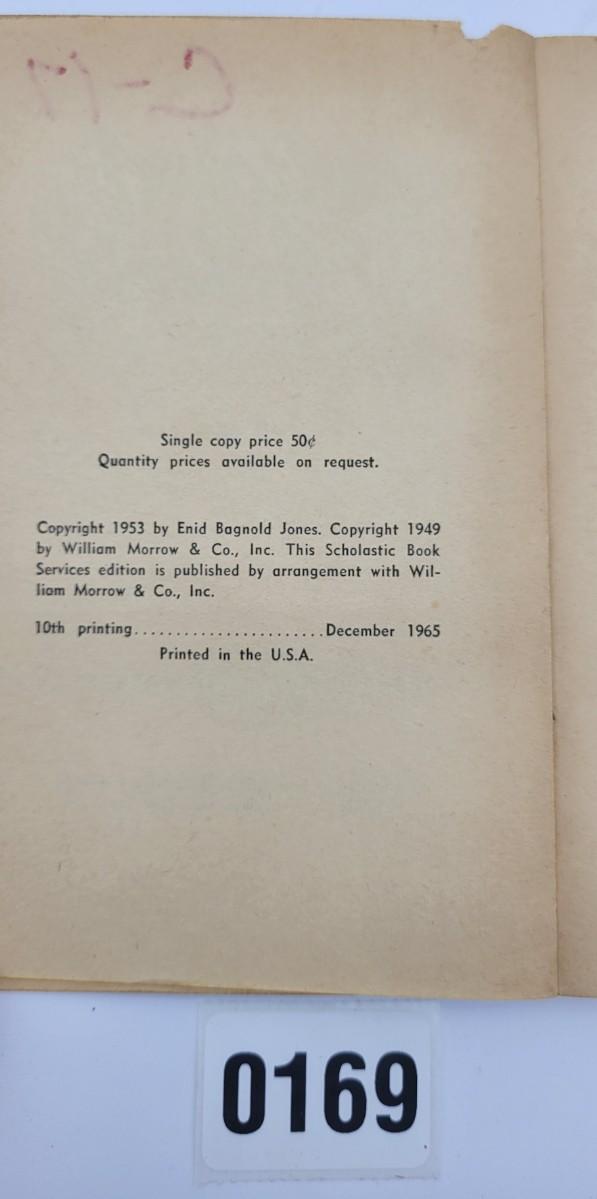 Single copy price 50¢
Quantity prices available on request.
Copyright 1953 by Enid Bagnold Jones. Copyright 1949
by William Morrow & Co., Inc. This Scholastic Book
Services edition is published by arrangement with Wil-
liam Morrow & Co., Inc.
10th printing.......................December 1965
Printed in the U.S.A.
0169